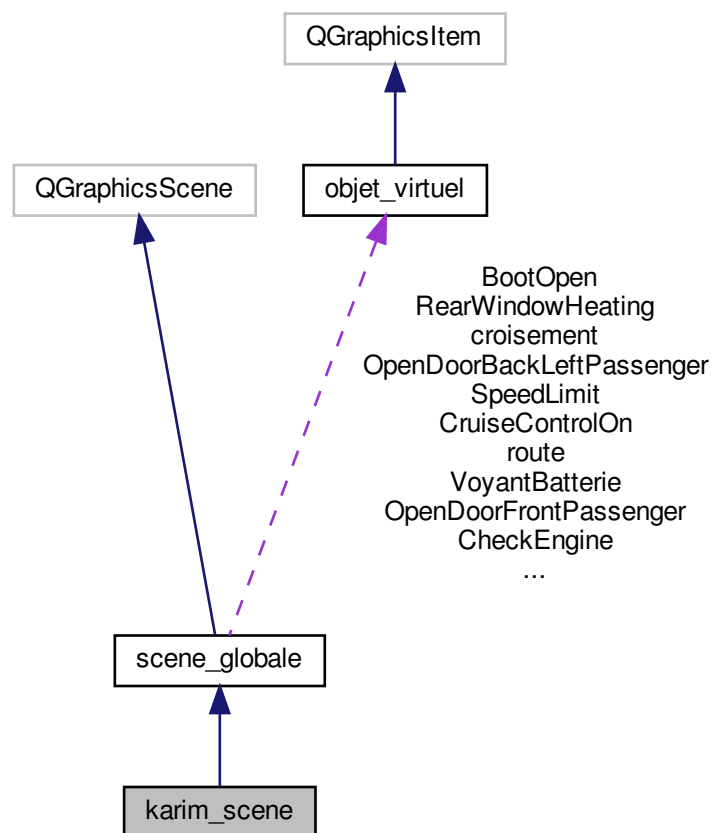 QGraphicsItem
QGraphicsScene
objet_virtuel
BootOpen
RearWindowHeating
croisement
OpenDoorBackLeftPassenger
SpeedLimit
CruiseControlOn
route
VoyantBatterie
OpenDoorFrontPassenger
CheckEngine
...
scene_globale
karim_scene